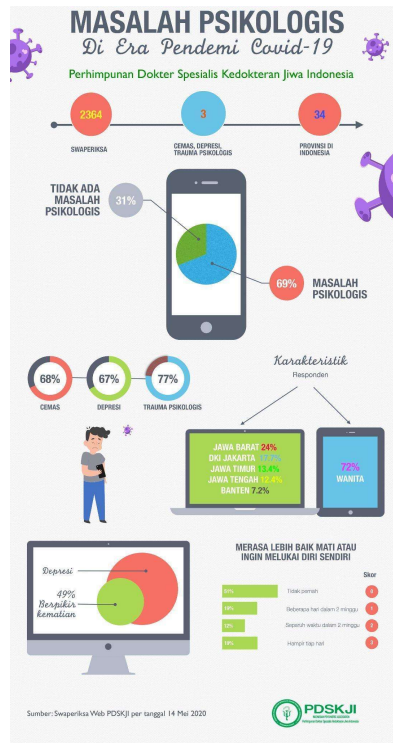 MASALAH PSIKOLOGIS
Di Era Pendemi Covid-19
Perhimpunan Dokter Spesialis Kedokteran Jiwa Indonesia
2364
3
34
SWAPERIKSA
CEMAS, DEPRESI,
TRAUMA PSIKOLOGIS
PROVINSI DI
INDONESIA
TIDAK ADA
MASALAH
PSIKOLOGIS
31%
69%
MASALAH
PSIKOLOGIS
68%
67%
77%
CEMAS
DEPRESI
TRAUMA PSIKOLOGIS
Karakteristik
Responden
JAWA BARAT 24%
DKI JAKARTA 17.7%
JAWA TIMUR 13.4%
JAWA TENGAH 12.4%
BANTEN 7.2%
72%
WANITA
Depresi
49%
Berpikir
kematian
MERASA LEBIH BAIK MATI ATAU
INGIN MELUKAI DIRI SENDIRI
Skor
Tidak pernah
0
Beberapa hari dalam 2 minggu
1
Separuh waktu dalam 2 minggu
2
Hampir tiap hari
3
Sumber: Swaperiksa Web PDSKJI per tanggal 14 Mei 2020
PDSKJI